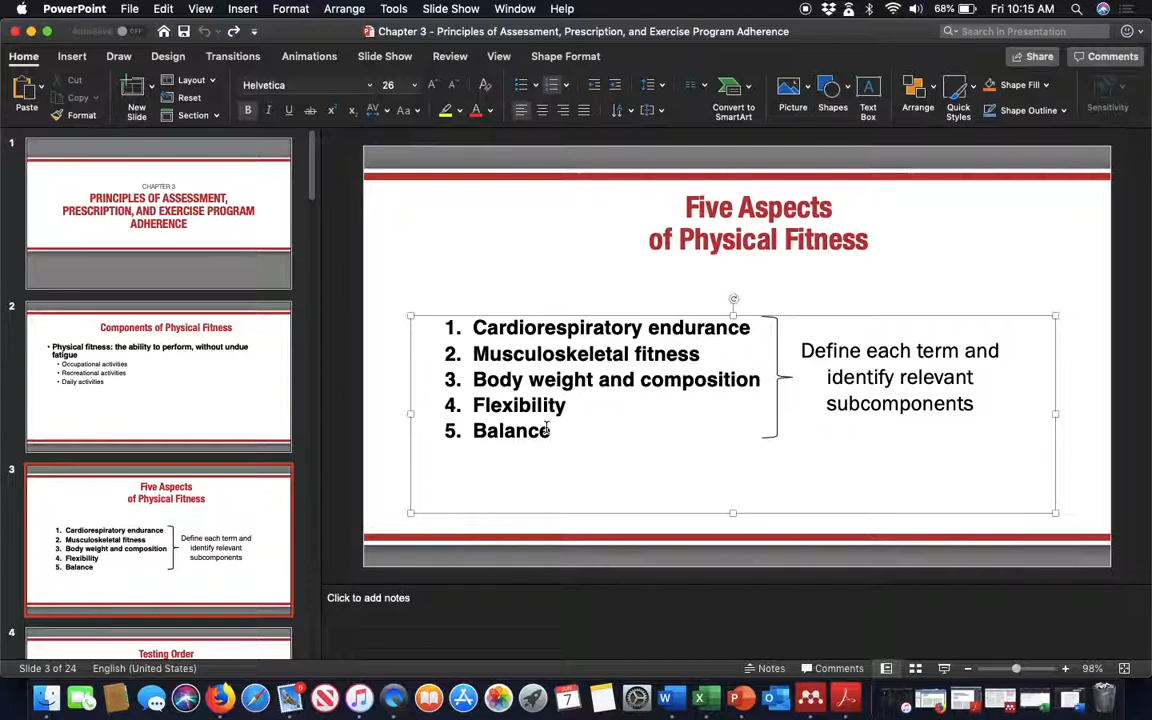 PowerPoint File Edit View Insert Format Arrange Tools Slide Show Window Help 68% Fri 10:15 AM
AutoSave OFF Chapter 3 - Principles of Assessment, Prescription, and Exercise Program Adherence Search in Presentation
Home Insert Draw Design Transitions Animations Slide Show Review View Shape Format Share Comments
Paste Cut Copy Format New Slide Layout Reset Section Helvetica 26 Convert to SmartArt Picture Shapes Text Box Arrange Quick Styles Shape Fill Shape Outline Sensitivity
1
CHAPTER 3
PRINCIPLES OF ASSESSMENT,
PRESCRIPTION, AND EXERCISE PROGRAM
ADHERENCE
2
Components of Physical Fitness
• Physical fitness: the ability to perform, without undue
fatigue
• Occupational activities
• Recreational activities
• Daily activities
3
Five Aspects
of Physical Fitness
1. Cardiorespiratory endurance
2. Musculoskeletal fitness
3. Body weight and composition
4. Flexibility
5. Balance
Define each term and
identify relevant
subcomponents
4
Testing Order
Five Aspects
of Physical Fitness
1. Cardiorespiratory endurance
2. Musculoskeletal fitness
3. Body weight and composition
4. Flexibility
5. Balance
Define each term and
identify relevant
subcomponents
Click to add notes
Slide 3 of 24 English (United States) Notes Comments 98%